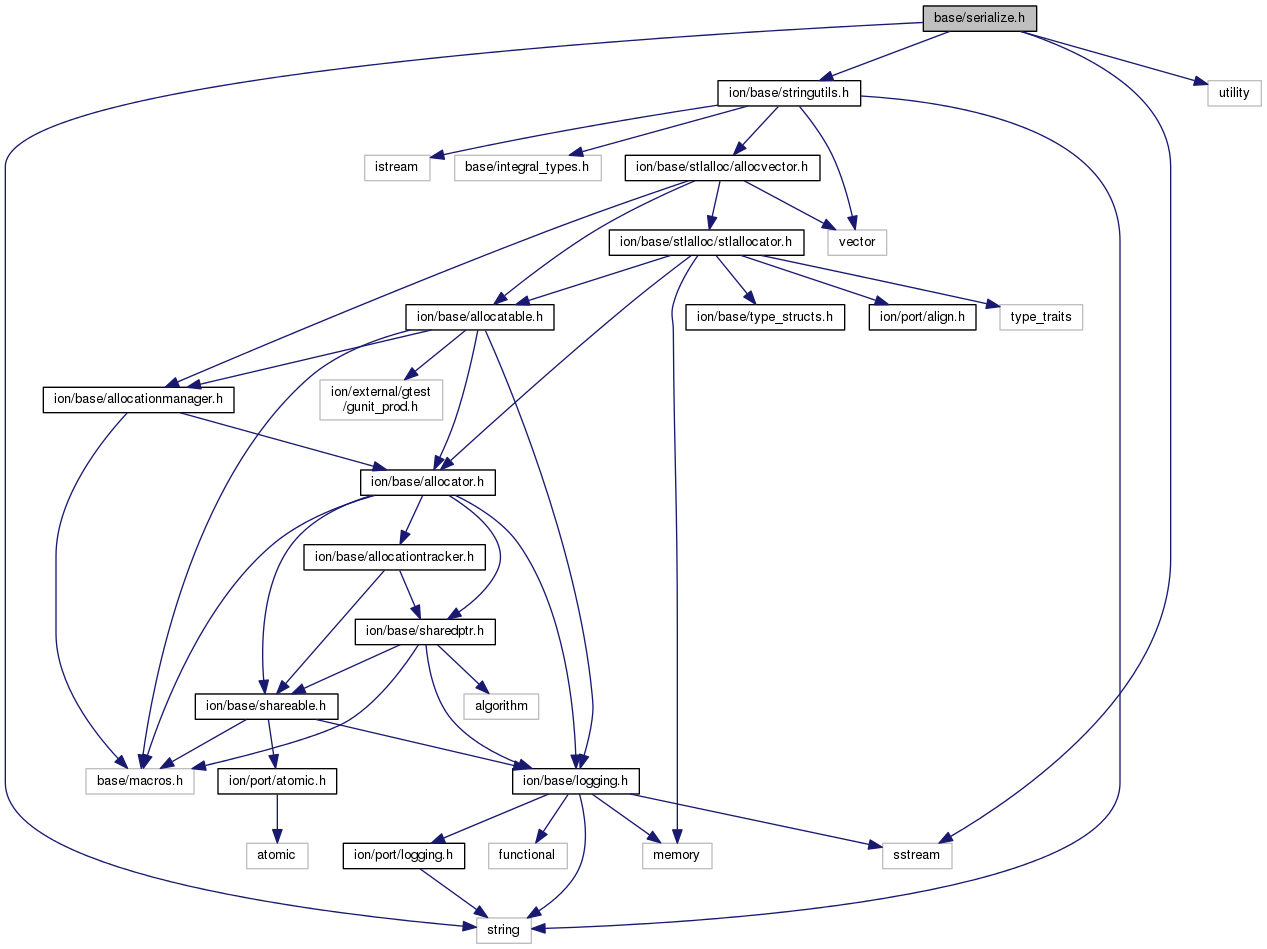 base/serialize.h
ion/base/stringutils.h
utility
istream
base/integral_types.h
ion/base/stlalloc/allocvector.h
ion/base/stlalloc/stlallocator.h
vector
ion/base/allocatable.h
ion/base/type_structs.h
ion/port/align.h
type_traits
ion/base/allocationmanager.h
ion/external/gtest
/gunit_prod.h
ion/base/allocator.h
ion/base/allocationtracker.h
ion/base/sharedptr.h
ion/base/shareable.h
algorithm
base/macros.h
ion/port/atomic.h
ion/base/logging.h
atomic
ion/port/logging.h
functional
memory
sstream
string